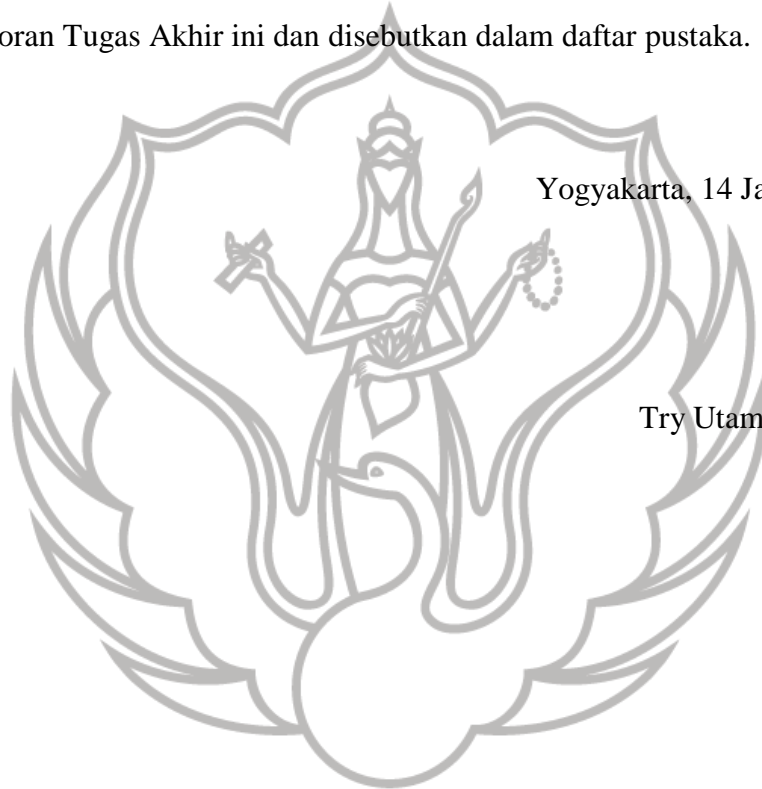 oran Tugas Akhir ini dan disebutkan dalam daftar pustaka.
Yogyakarta, 14 Ja
Try Utam